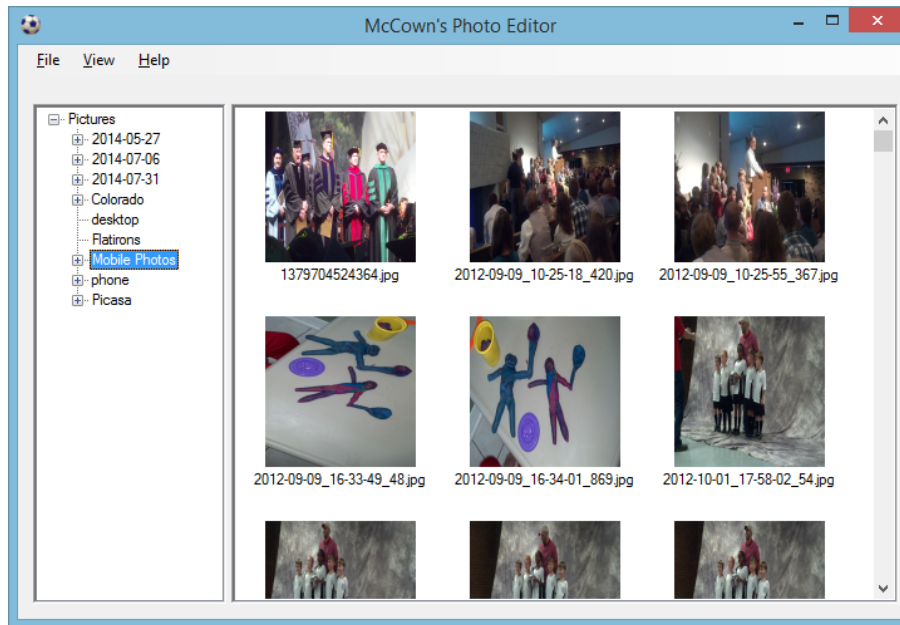 McCown's Photo Editor
File View Help
Pictures
2014-05-27
2014-07-06
2014-07-31
Colorado
desktop
Flatirons
Mobile Photos
phone
Picasa
1379704524364.jpg 2012-09-09_10-25-18_420.jpg 2012-09-09_10-25-55_367.jpg
2012-09-09_16-33-49_48.jpg 2012-09-09_16-34-01_869.jpg 2012-10-01_17-58-02_54.jpg